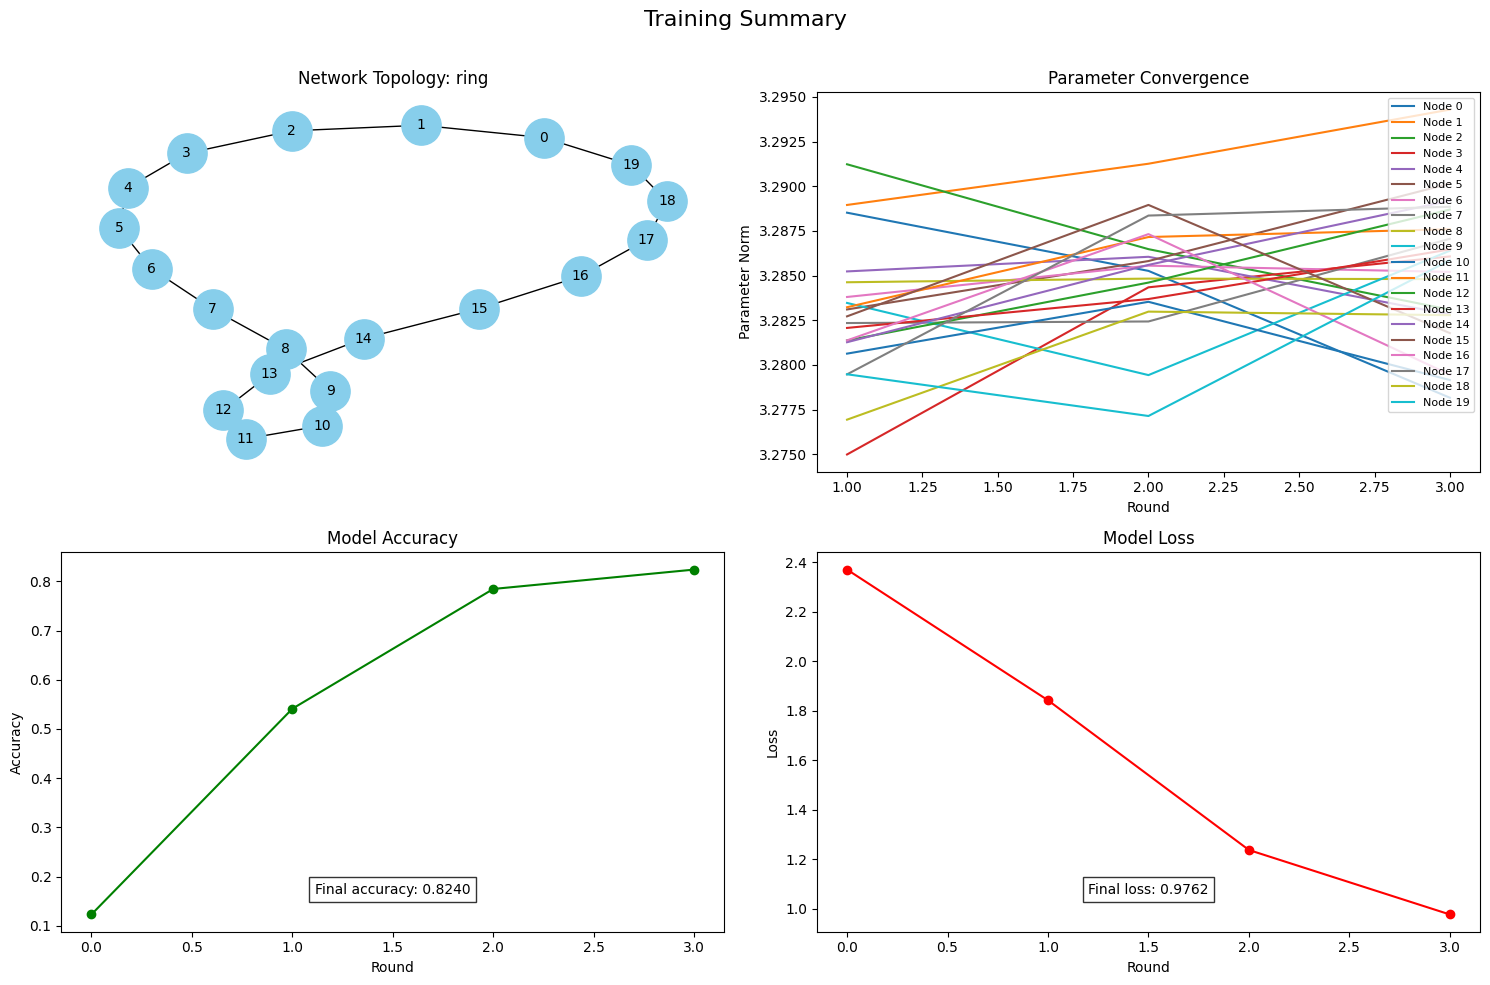 Training Summary
Network Topology: ring
1
2
0
3
19
4
18
5
17
6
16
7
15
14
8
13
9
12
10
11
Parameter Convergence
3.2950
3.2925
3.2900
3.2875
3.2850
3.2825
3.2800
3.2775
3.2750
Parameter Norm
Node 0
Node 1
Node 2
Node 3
Node 4
Node 5
Node 6
Node 7
Node 8
Node 9
Node 10
Node 11
Node 12
Node 13
Node 14
Node 15
Node 16
Node 17
Node 18
Node 19
1.00 1.25 1.50 1.75 2.00 2.25 2.50 2.75 3.00
Round
Model Accuracy
0.8
0.7
0.6
0.5
0.4
0.3
0.2
0.1
Accuracy
Final accuracy: 0.8240
0.0 0.5 1.0 1.5 2.0 2.5 3.0
Round
Model Loss
2.4
2.2
2.0
1.8
1.6
1.4
1.2
1.0
Loss
Final loss: 0.9762
0.0 0.5 1.0 1.5 2.0 2.5 3.0
Round